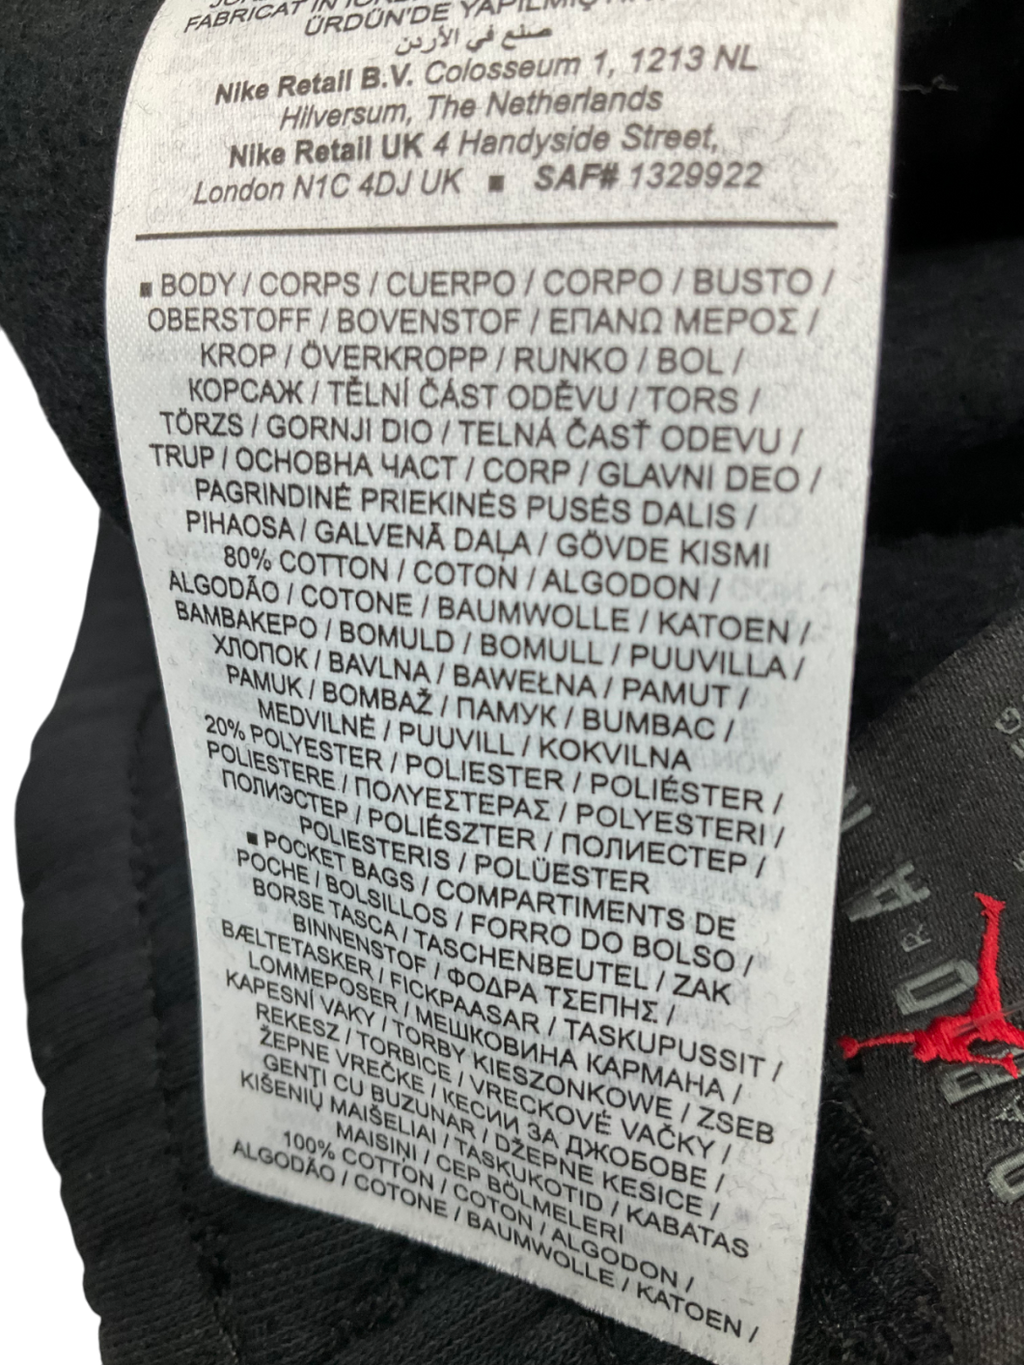 FABRICAT ÎN
ÜRDÜN'DE
صنع في الأردن
Nike Retail B.V. Colosseum 1, 1213 NL
Hilversum, The Netherlands
Nike Retail UK 4 Handyside Street,
London N1C 4DJ UK ■ SAF# 1329922
■ BODY / CORPS / CUERPO / CORPO / BUSTO /
OBERSTOFF / BOVENSTOF / ΕΠΑΝΩ ΜΕΡΟΣ /
KROP / ÖVERKROPP / RUNKO / BOL /
КОРСАЖ / TĚLNÍ ČÁST ODĚVU / TORS /
TÖRZS / GORNJI DIO / TELNÁ ČASŤ ODEVU /
TRUP / ОСНОВНА ЧАСТ / CORP / GLAVNI DEO /
PAGRINDINĖ PRIEKINĖS PUSĖS DALIS /
PIHAOSA / GALVENĀ DAĻA / GÖVDE KISMI
80% COTTON / COTON / ALGODON /
ALGODÃO / COTONE / BAUMWOLLE / KATOEN /
ΒΑΜΒΑΚΕΡΟ / BOMULD / BOMULL / PUUVILLA /
ХЛОПОК / BAVLNA / BAWEŁNA / PAMUT /
PAMUK / BOMBAŽ / ПАМУК / BUMBAC /
MEDVILNĖ / PUUVILL / KOKVILNA
20% POLYESTER / POLIESTER / POLIÉSTER /
POLIESTERE / ΠΟΛΥΕΣΤΕΡΑΣ / POLYESTERI /
ПОЛИЭСТЕР / POLIÉSZTER / ПОЛИЕСТЕР /
POLIESTERIS / POLÜESTER
■ POCKET BAGS / COMPARTIMENTS DE
POCHE / BOLSILLOS / FORRO DO BOLSO /
BORSE TASCA / TASCHENBEUTEL / ZAK
BINNENSTOF / ΦΟΔΡΑ ΤΣΕΠΗΣ /
BÆLTETASKER / FICKPAASAR / TASKUPUSSIT /
LOMMEPOSER / МЕШКОВИНА КАРМАНА /
KAPESNÍ VAKY / TORBY KIESZONKOWE / ZSEB
REKESZ / TORBICE / VRECKOVÉ VAČKY /
ŽEPNE VREČKE / КЕСИИ ЗА ДЖОБОВЕ /
GENȚI CU BUZUNAR / DŽEPNE KESICE /
KIŠENIŲ MAIŠELIAI / TASKUKOTID / KABATAS
MAISIŅI / CEP BÖLMELERİ
100% COTTON / COTON / ALGODON /
ALGODÃO / COTONE / BAUMWOLLE / KATOEN /